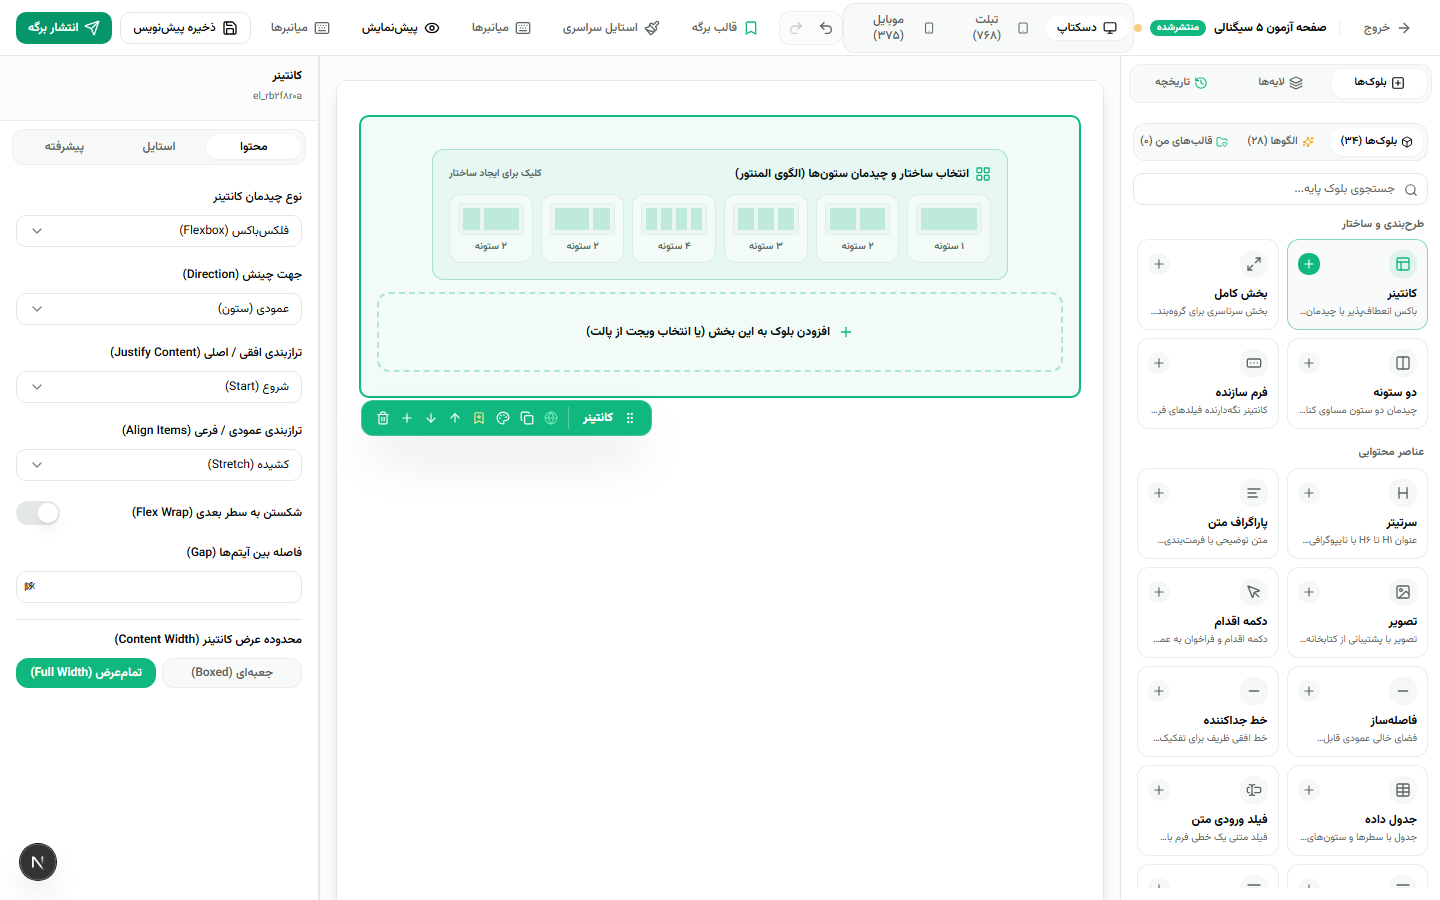 خروج
صفحه آزمون ۵ سیگنالی
منتشرشده
دسکتاپ
تبلت (۷۶۸)
موبایل (۳۷۵)
قالب برگه
استایل سراسری
میانبرها
پیش‌نمایش
میانبرها
ذخیره پیش‌نویس
انتشار برگه
بلوک‌ها
لایه‌ها
تاریخچه
بلوک‌ها (۳۴)
الگوها (۲۸)
قالب‌های من (۰)
جستجوی بلوک پایه...
طرح‌بندی و ساختار
کانتینر
باکس انعطاف‌پذیر با چیدمان...
بخش کامل
بخش سرتاسری برای گروه‌بند...
دو ستونه
چیدمان دو ستون مساوی کنا...
فرم سازنده
کانتینر نگه‌دارنده فیلدهای فر...
عناصر محتوایی
سرتیتر
عنوان H۱ تا H۶ با تایپوگرافی...
پاراگراف متن
متن توضیحی با فرمت‌بندی...
تصویر
تصویر با پشتیبانی از کتابخانه...
دکمه اقدام
دکمه اقدام و فراخوان به عمـ...
فاصله‌ساز
فضای خالی عمودی قابل...
خط جداکننده
خط افقی ظریف برای تفکیک...
جدول داده
جدول با سطرها و ستون‌های...
فیلد ورودی متن
فیلد متنی یک خطی فرم با...
انتخاب ساختار و چیدمان ستون‌ها (الگوی المنتور)
کلیک برای ایجاد ساختار
۱ ستونه
۲ ستونه
۳ ستونه
۴ ستونه
۲ ستونه
۲ ستونه
افزودن بلوک به این بخش (یا انتخاب ویجت از پالت)
کانتینر
کانتینر
el_rb۲f۸r۰a
محتوا
استایل
پیشرفته
نوع چیدمان کانتینر
فلکس‌باکس (Flexbox)
جهت چینش (Direction)
عمودی (ستون)
ترازبندی افقی / اصلی (Justify Content)
شروع (Start)
ترازبندی عمودی / فرعی (Align Items)
کشیده (Stretch)
شکستن به سطر بعدی (Flex Wrap)
فاصله بین آیتم‌ها (Gap)
محدوده عرض کانتینر (Content Width)
جعبه‌ای (Boxed)
تمام‌عرض (Full Width)
N